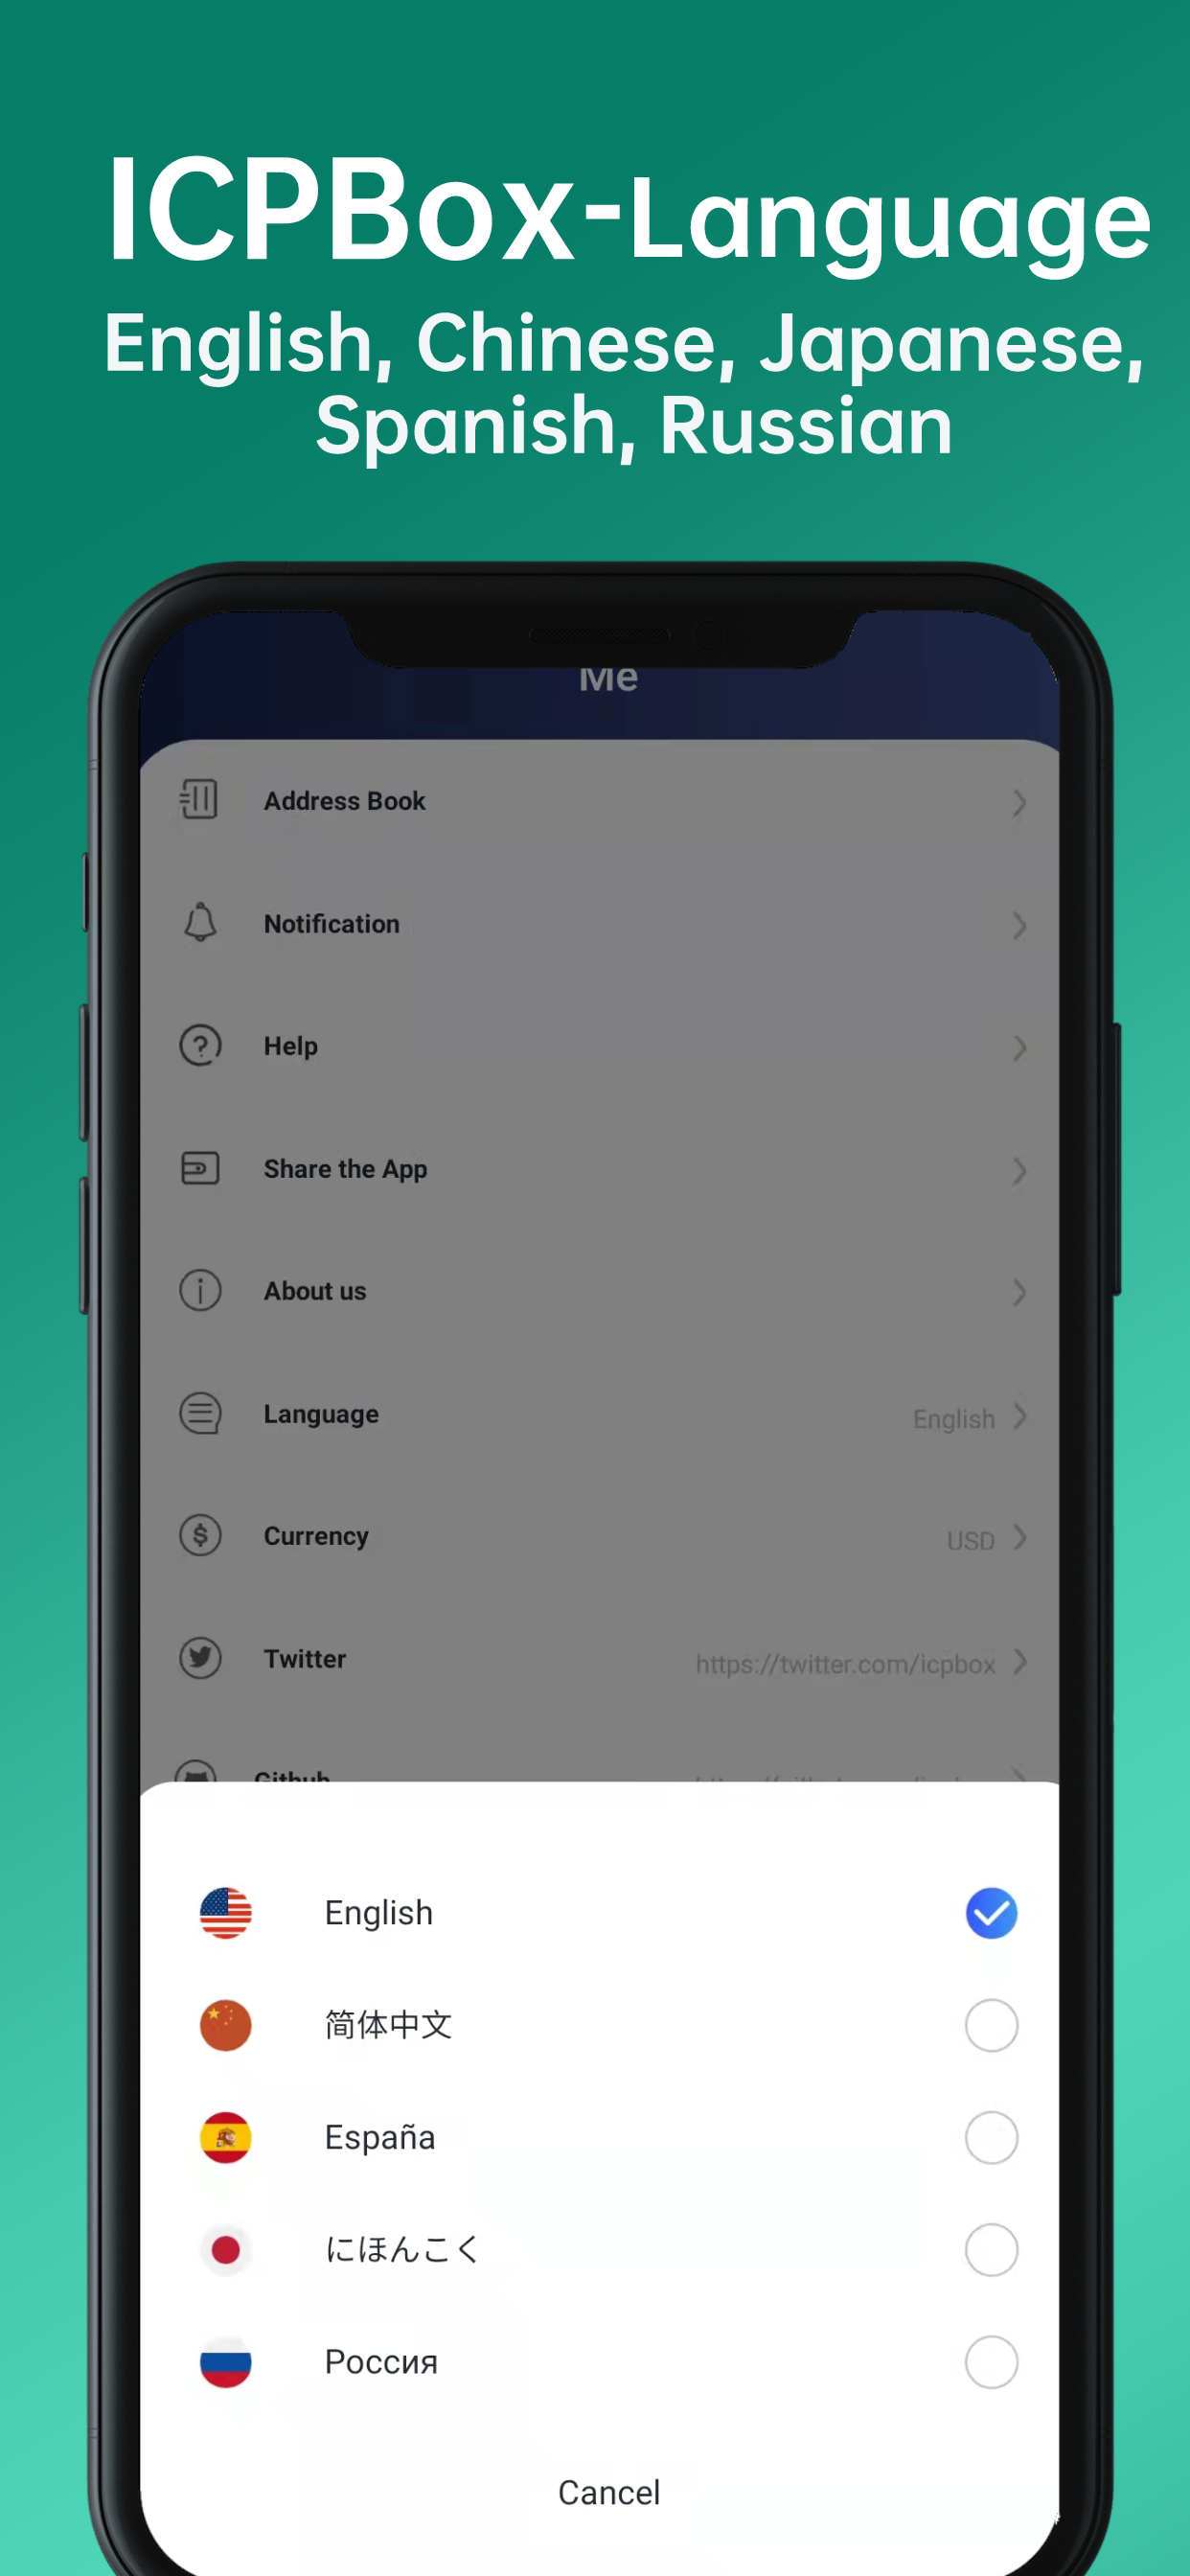 ICPBox-Language
English, Chinese, Japanese,
Spanish, Russian
Me
Address Book
Notification
Help
Share the App
About us
Language English
Currency USD
Twitter https://twitter.com/icpbox
Github
English
简体中文
España
にほんこく
Россия
Cancel